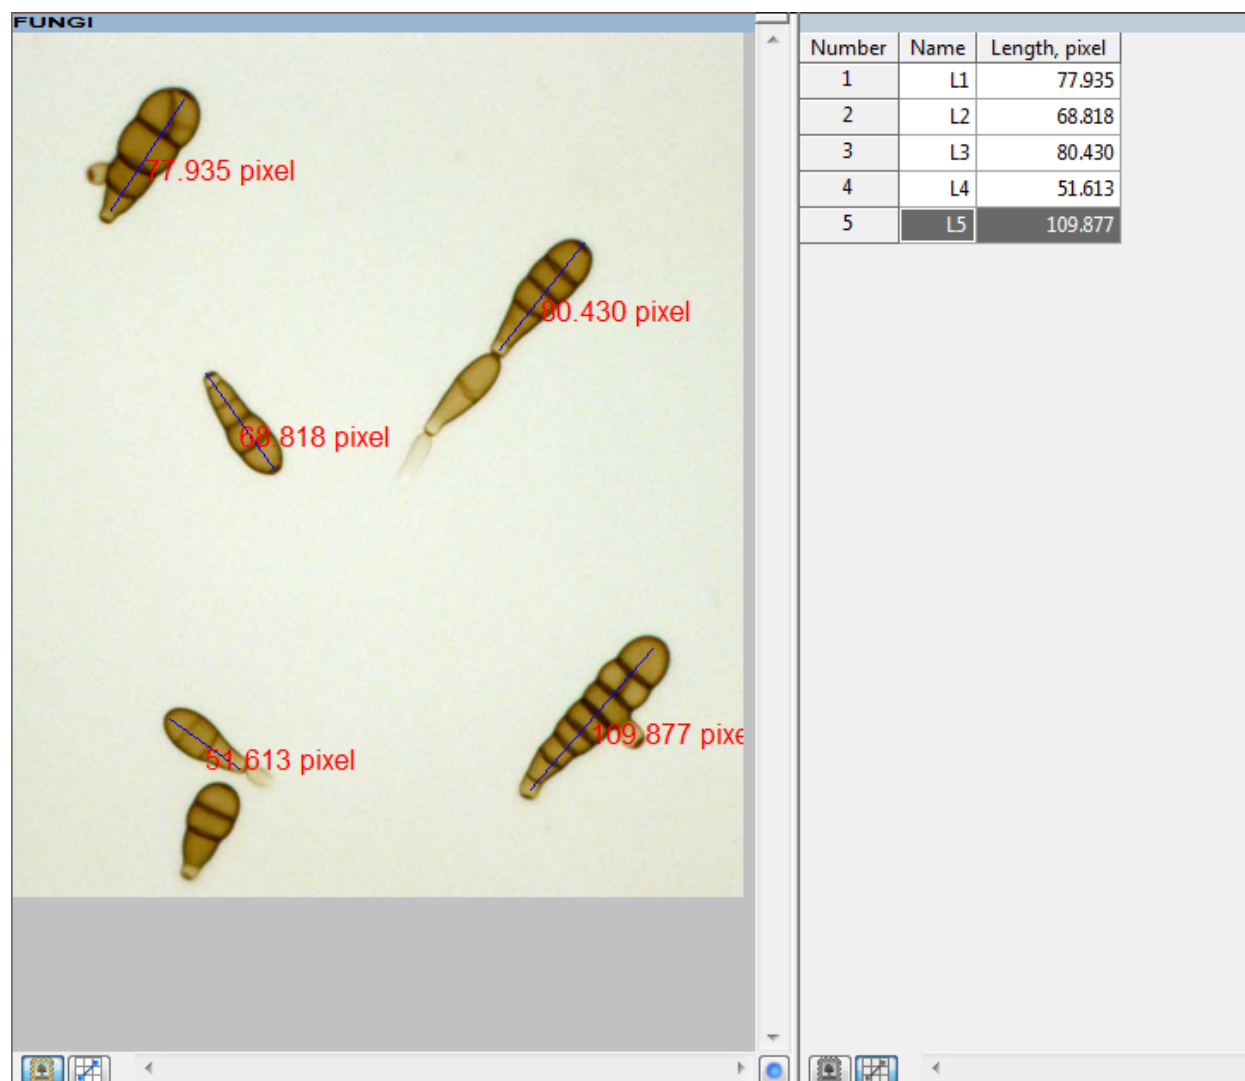 FUNGI
77.935 pixel
80.430 pixel
68.818 pixel
109.877 pixe
51.613 pixel
Number Name Length, pixel
1 L1 77.935
2 L2 68.818
3 L3 80.430
4 L4 51.613
5 L5 109.877